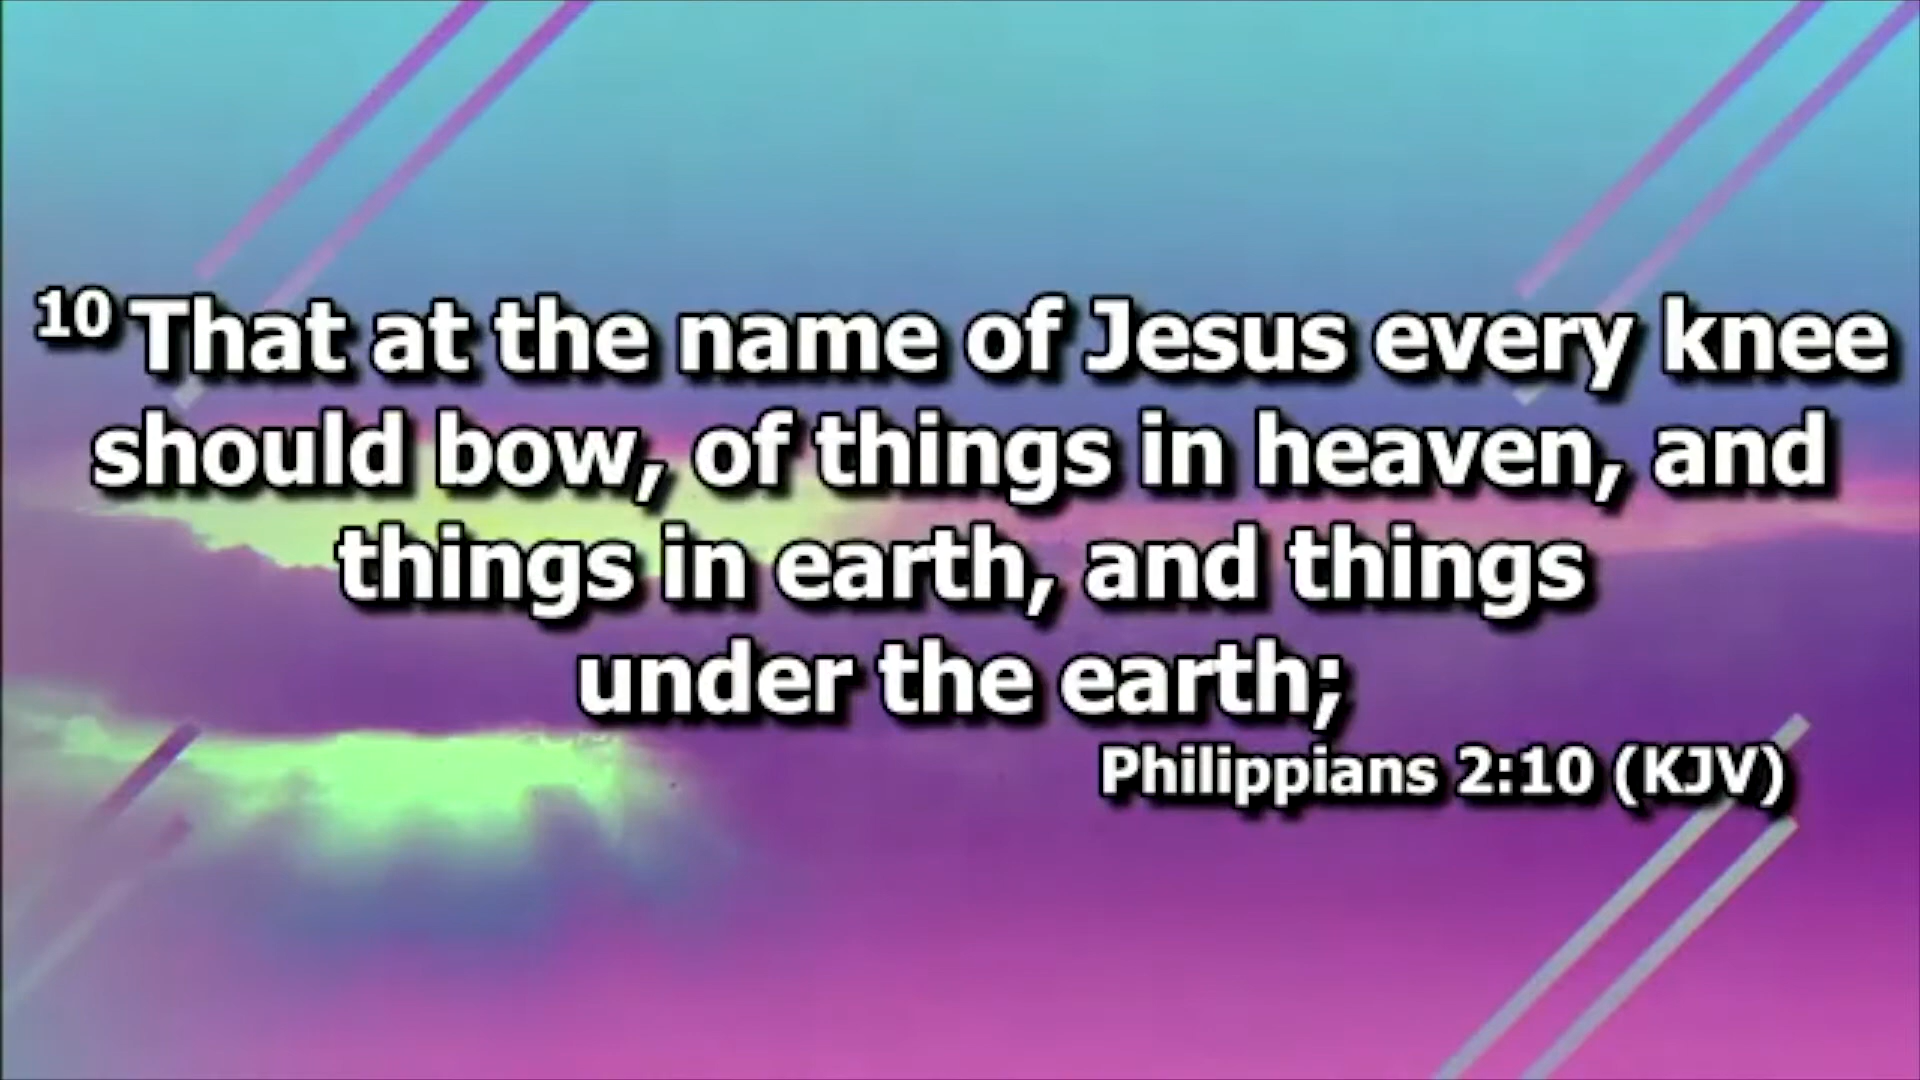 10 That at the name of Jesus every knee
should bow, of things in heaven, and
things in earth, and things
under the earth;
Philippians 2:10 (KJV)